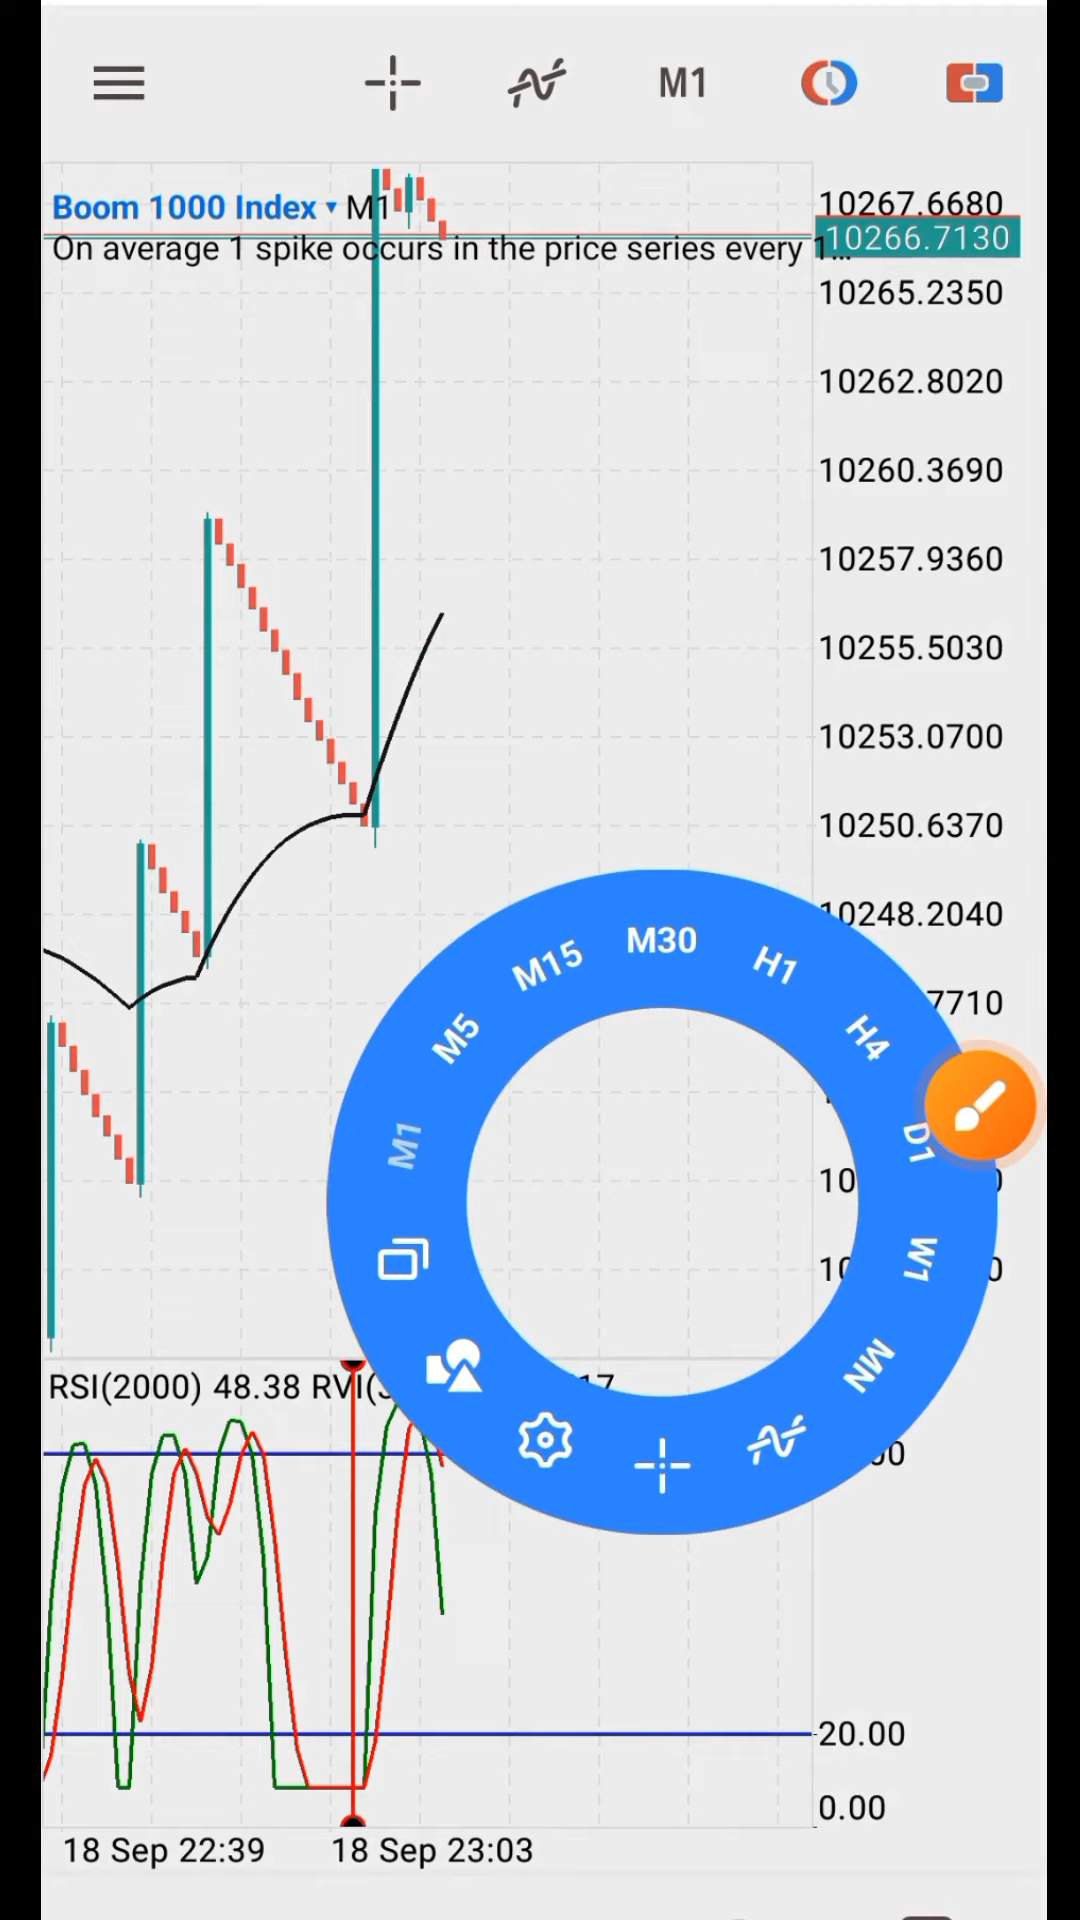 M1
Boom 1000 Index ▾ M1
On average 1 spike occurs in the price series every 1...
10267.6680
10266.7130
10265.2350
10262.8020
10260.3690
10257.9360
10255.5030
10253.0700
10250.6370
10248.2040
7710
M1
M5
M15
M30
H1
H4
D1
W1
MN
RSI(2000) 48.38 RVI(
17
20.00
0.00
18 Sep 22:39
18 Sep 23:03